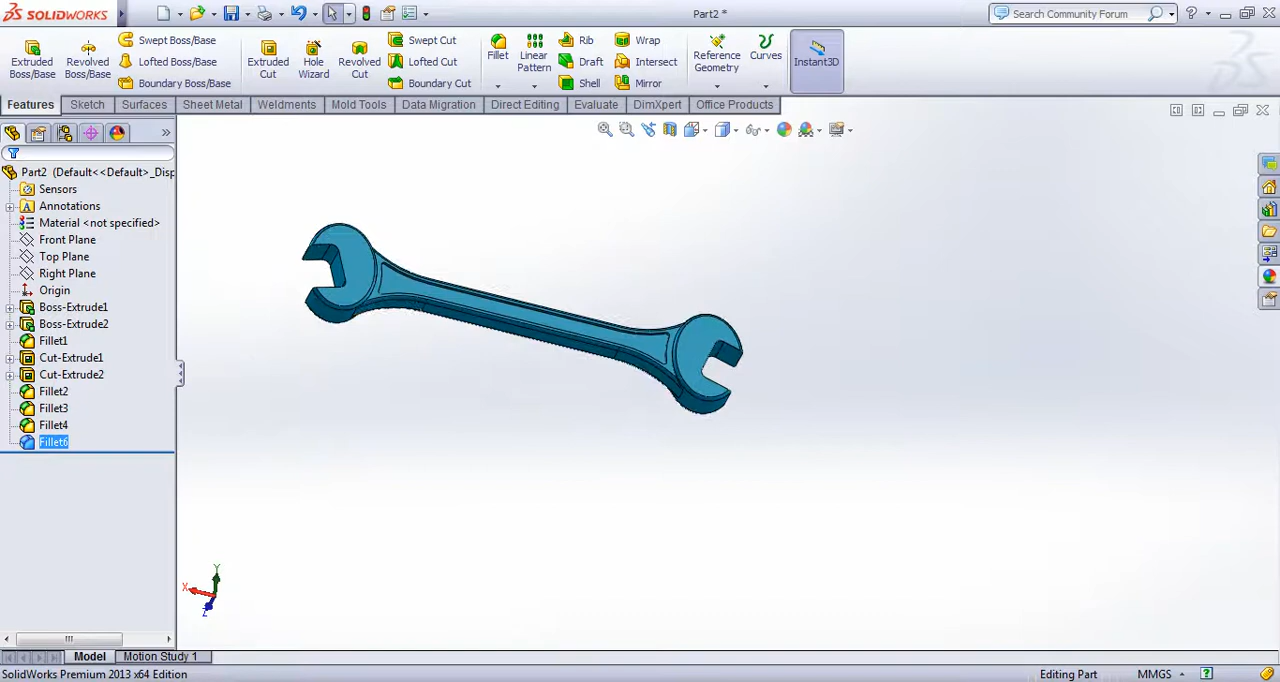 SOLIDWORKS
Part2 *
Search Community Forum
Extruded Boss/Base
Revolved Boss/Base
Swept Boss/Base
Lofted Boss/Base
Boundary Boss/Base
Extruded Cut
Hole Wizard
Revolved Cut
Swept Cut
Lofted Cut
Boundary Cut
Fillet
Linear Pattern
Rib
Draft
Shell
Wrap
Intersect
Mirror
Reference Geometry
Curves
Instant3D
Features
Sketch
Surfaces
Sheet Metal
Weldments
Mold Tools
Data Migration
Direct Editing
Evaluate
DimXpert
Office Products
Part2 (Default<<Default>_Disp
Sensors
Annotations
Material <not specified>
Front Plane
Top Plane
Right Plane
Origin
Boss-Extrude1
Boss-Extrude2
Fillet1
Cut-Extrude1
Cut-Extrude2
Fillet2
Fillet3
Fillet4
Fillet6
Y
X
Z
Model
Motion Study 1
SolidWorks Premium 2013 x64 Edition
Editing Part
MMGS